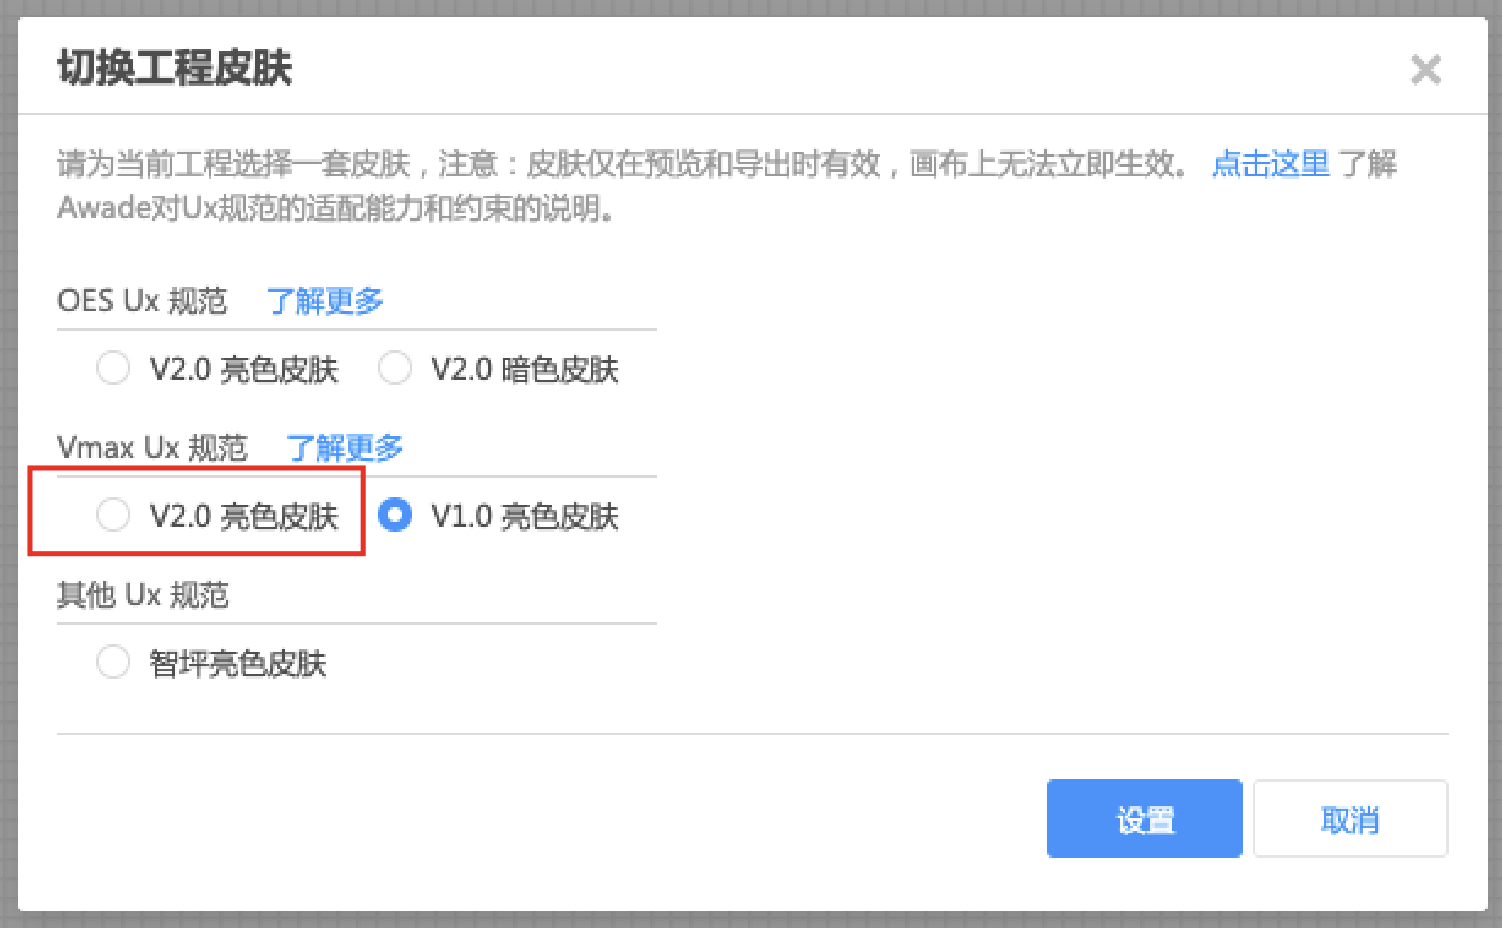 切换工程皮肤
请为当前工程选择一套皮肤，注意：皮肤仅在预览和导出时有效，画布上无法立即生效。 点击这里 了解
Awade对Ux规范的适配能力和约束的说明。
OES Ux 规范 了解更多
V2.0 亮色皮肤 V2.0 暗色皮肤
Vmax Ux 规范 了解更多
V2.0 亮色皮肤 V1.0 亮色皮肤
其他 Ux 规范
智坪亮色皮肤
设置 取消